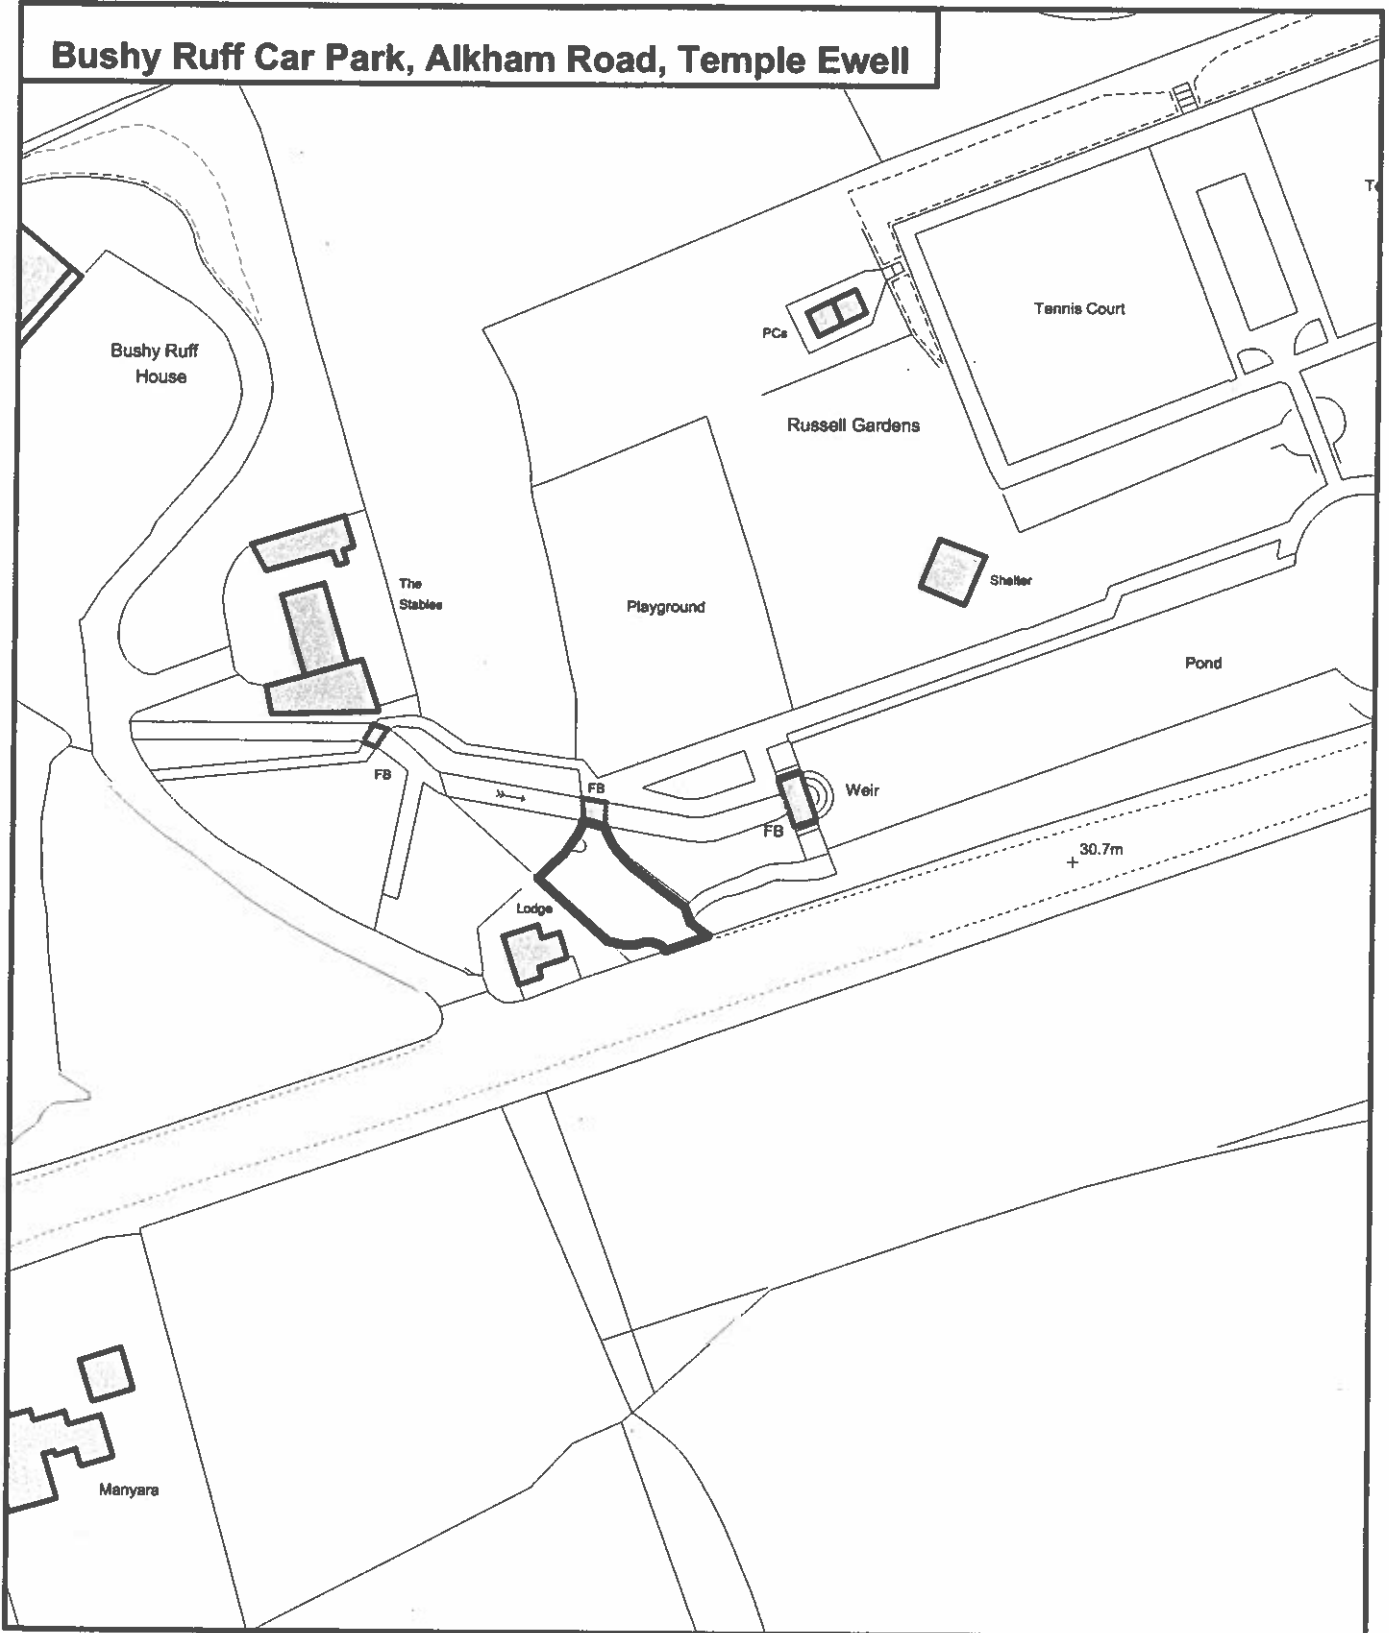 Bushy Ruff Car Park, Alkham Road, Temple Ewell
Tennis Court
PCs
Bushy Ruff
House
Russell Gardens
The
Stables
Playground
Shelter
Pond
FB
FB
Weir
FB
30.7m
Lodge
Manyara